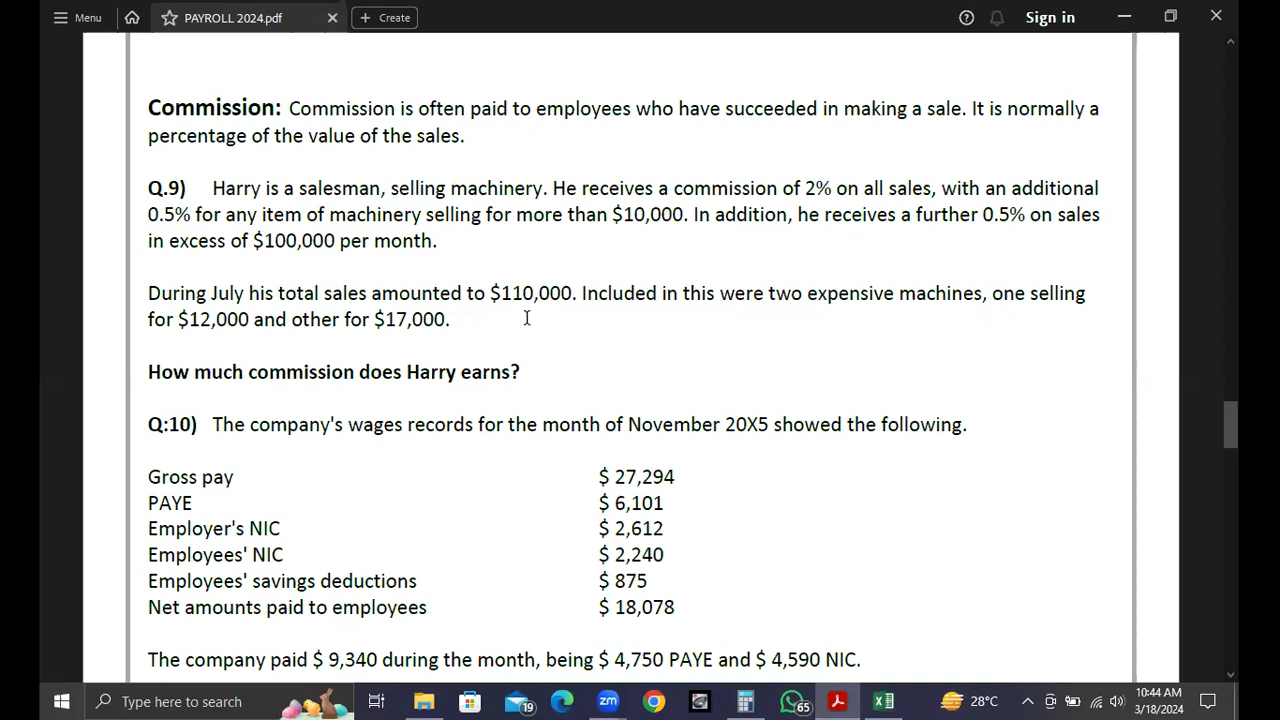 Menu
PAYROLL 2024.pdf
Create
Sign in
Commission: Commission is often paid to employees who have succeeded in making a sale. It is normally a
percentage of the value of the sales.
Q.9) Harry is a salesman, selling machinery. He receives a commission of 2% on all sales, with an additional
0.5% for any item of machinery selling for more than $10,000. In addition, he receives a further 0.5% on sales
in excess of $100,000 per month.
During July his total sales amounted to $110,000. Included in this were two expensive machines, one selling
for $12,000 and other for $17,000.
How much commission does Harry earns?
Q:10) The company's wages records for the month of November 20X5 showed the following.
Gross pay $ 27,294
PAYE $ 6,101
Employer's NIC $ 2,612
Employees' NIC $ 2,240
Employees' savings deductions $ 875
Net amounts paid to employees $ 18,078
The company paid $ 9,340 during the month, being $ 4,750 PAYE and $ 4,590 NIC.
Type here to search
19
zm
65
28°C
10:44 AM
3/18/2024